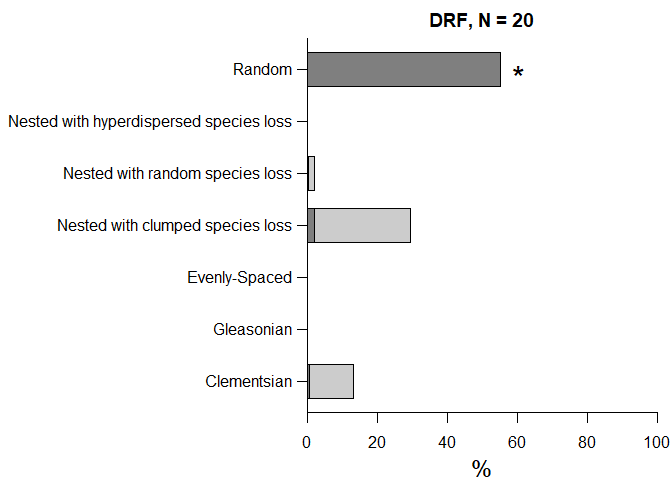 DRF, N = 20
Random
*
Nested with hyperdispersed species loss
Nested with random species loss
Nested with clumped species loss
Evenly-Spaced
Gleasonian
Clementsian
0 20 40 60 80 100
%